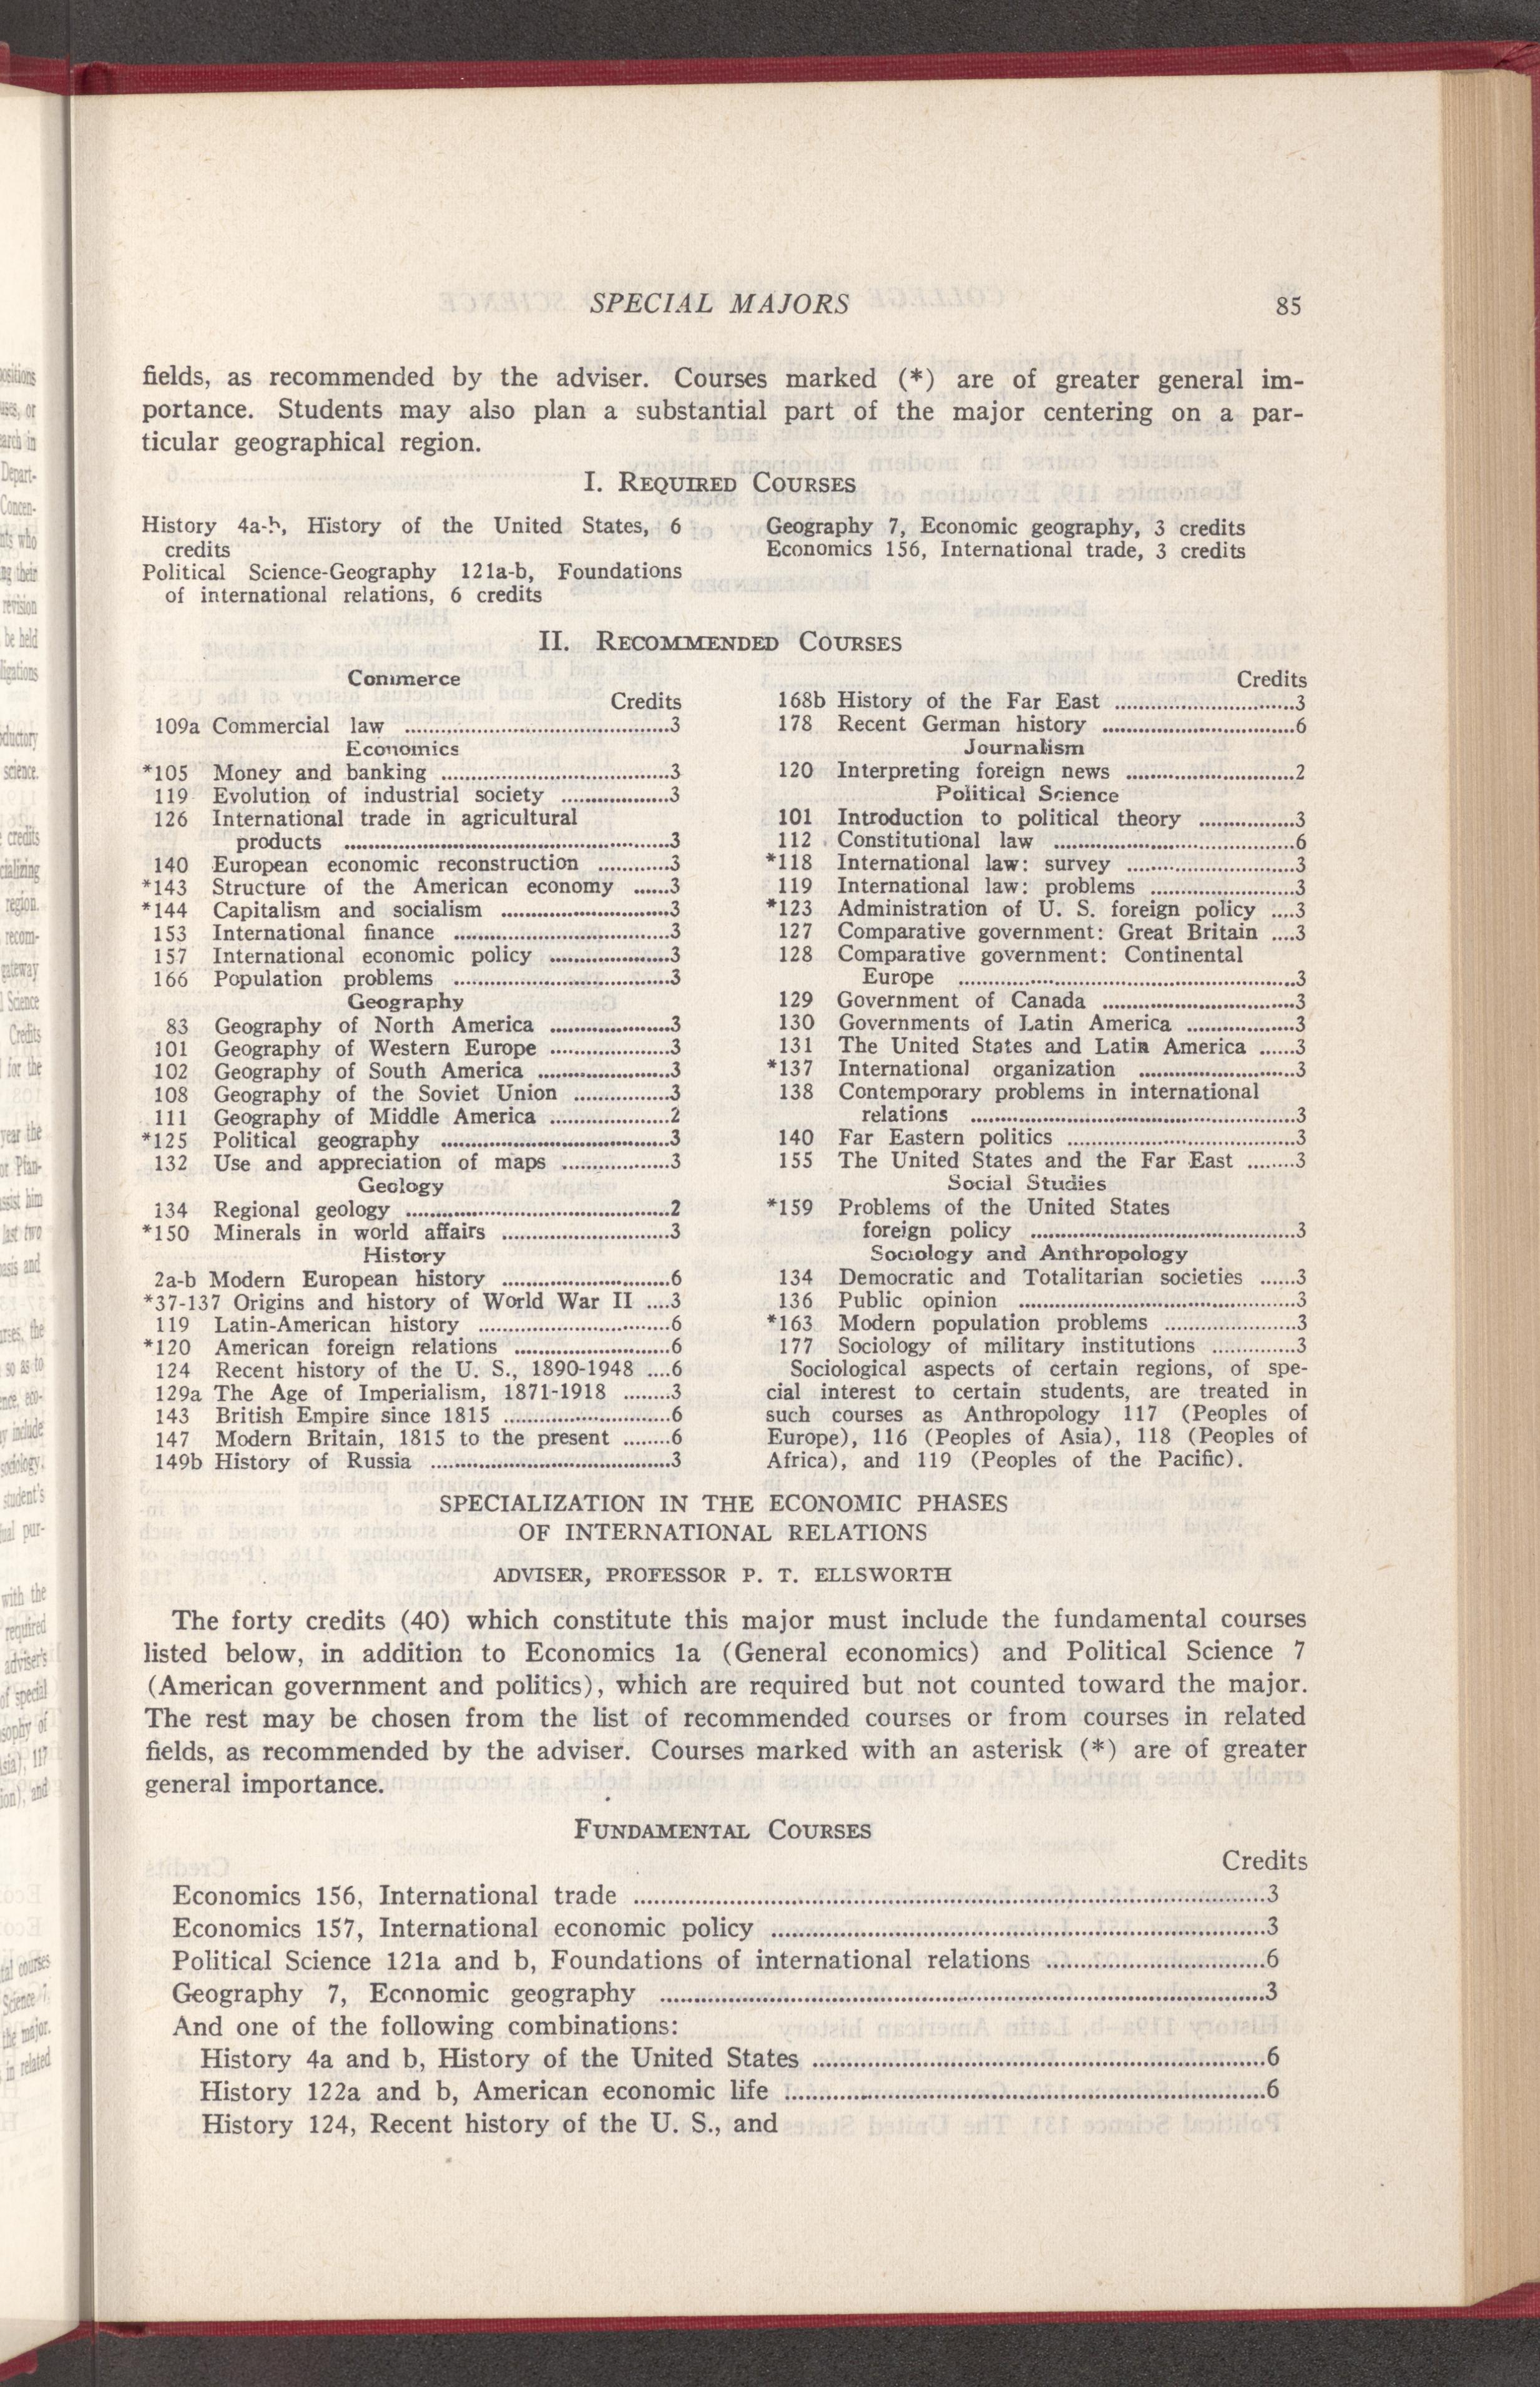 SPECIAL MAJORS 85
fields, as recommended by the adviser. Courses marked (*) are of greater general im-
portance. Students may also plan a substantial part of the major centering on a par-
ticular geographical region.
I. REQUIRED COURSES
History 4a-b, History of the United States, 6
credits
Political Science-Geography 121a-b, Foundations
of international relations, 6 credits
Geography 7, Economic geography, 3 credits
Economics 156, International trade, 3 credits
II. RECOMMENDED COURSES
Commerce
Credits
109a Commercial law ........................................3
Economics
*105 Money and banking ...................................3
119 Evolution of industrial society ..................3
126 International trade in agricultural
products ....................................................3
140 European economic reconstruction ............3
*143 Structure of the American economy ......3
*144 Capitalism and socialism ..........................3
153 International finance .................................3
157 International economic policy ...................3
166 Population problems .................................3
Geography
83 Geography of North America ....................3
101 Geography of Western Europe ....................3
102 Geography of South America ......................3
108 Geography of the Soviet Union ................3
111 Geography of Middle America ....................2
*125 Political geography ...................................3
132 Use and appreciation of maps ..................3
Geology
134 Regional geology ........................................2
*150 Minerals in world affairs ..........................3
History
2a-b Modern European history ..........................6
*37-137 Origins and history of World War II ....3
119 Latin-American history ..............................6
*120 American foreign relations ........................6
124 Recent history of the U. S., 1890-1948 ....6
129a The Age of Imperialism, 1871-1918 ........3
143 British Empire since 1815 ..........................6
147 Modern Britain, 1815 to the present ........6
149b History of Russia .....................................3
Credits
168b History of the Far East ............................3
178 Recent German history ..............................6
Journalism
120 Interpreting foreign news ..........................2
Political Science
101 Introduction to political theory ................3
112 Constitutional law .....................................6
*118 International law: survey ..........................3
119 International law: problems ......................3
*123 Administration of U. S. foreign policy ....3
127 Comparative government: Great Britain ....3
128 Comparative government: Continental
Europe ......................................................3
129 Government of Canada ..............................3
130 Governments of Latin America ..................3
131 The United States and Latin America ......3
*137 International organization ........................3
138 Contemporary problems in international
relations ...................................................3
140 Far Eastern politics ...................................3
155 The United States and the Far East ........3
Social Studies
*159 Problems of the United States
foreign policy ..........................................3
Sociology and Anthropology
134 Democratic and Totalitarian societies ......3
136 Public opinion ...........................................3
*163 Modern population problems ....................3
177 Sociology of military institutions .............3
Sociological aspects of certain regions, of spe-
cial interest to certain students, are treated in
such courses as Anthropology 117 (Peoples of
Europe), 116 (Peoples of Asia), 118 (Peoples of
Africa), and 119 (Peoples of the Pacific).
SPECIALIZATION IN THE ECONOMIC PHASES
OF INTERNATIONAL RELATIONS
ADVISER, PROFESSOR P. T. ELLSWORTH
The forty credits (40) which constitute this major must include the fundamental courses
listed below, in addition to Economics 1a (General economics) and Political Science 7
(American government and politics), which are required but not counted toward the major.
The rest may be chosen from the list of recommended courses or from courses in related
fields, as recommended by the adviser. Courses marked with an asterisk (*) are of greater
general importance.
FUNDAMENTAL COURSES
Credits
Economics 156, International trade ................................................................3
Economics 157, International economic policy ................................................3
Political Science 121a and b, Foundations of international relations ................................6
Geography 7, Economic geography ................................................................3
And one of the following combinations:
History 4a and b, History of the United States ................................................6
History 122a and b, American economic life ................................................6
History 124, Recent history of the U. S., and